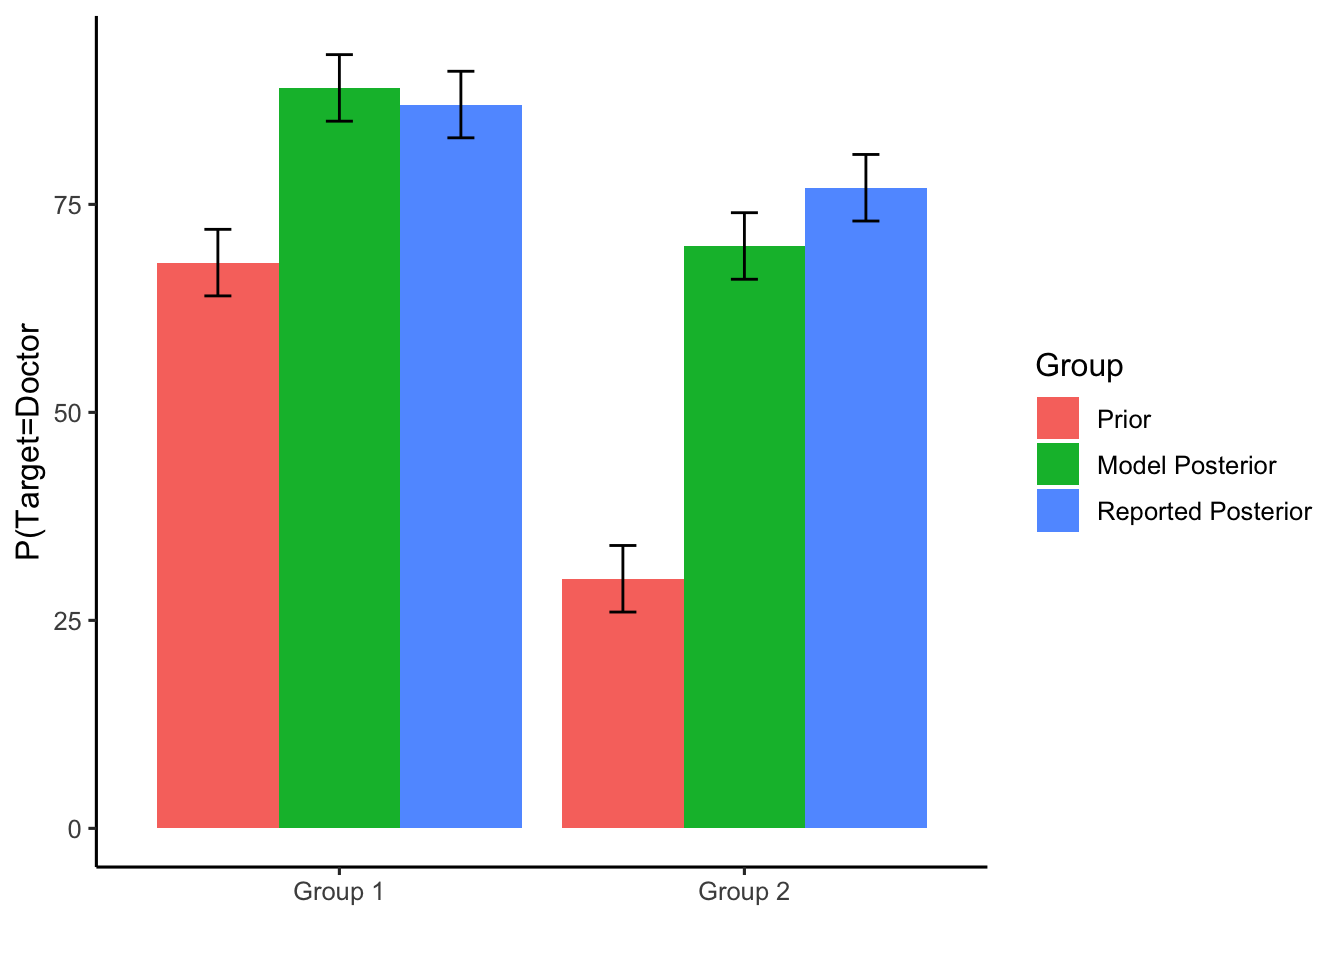 P(Target=Doctor
75
50
25
0
Group 1
Group 2
Group
Prior
Model Posterior
Reported Posterior